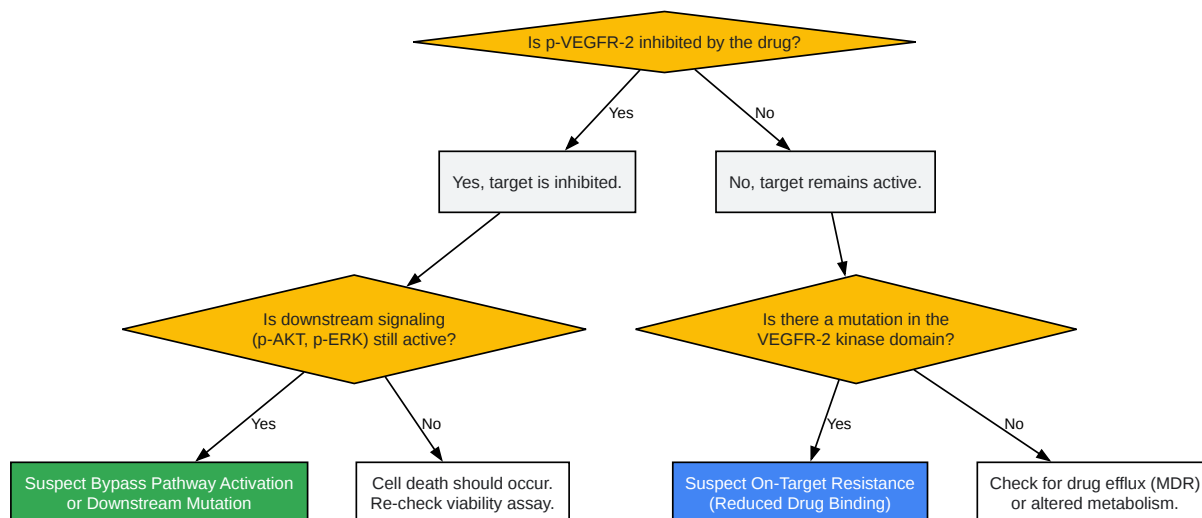 Is p-VEGFR-2 inhibited by the drug?
Yes
No
Yes, target is inhibited.
No, target remains active.
Is downstream signaling
(p-AKT, p-ERK) still active?
Is there a mutation in the
VEGFR-2 kinase domain?
Yes
No
Yes
No
Suspect Bypass Pathway Activation
or Downstream Mutation
Cell death should occur.
Re-check viability assay.
Suspect On-Target Resistance
(Reduced Drug Binding)
Check for drug efflux (MDR)
or altered metabolism.